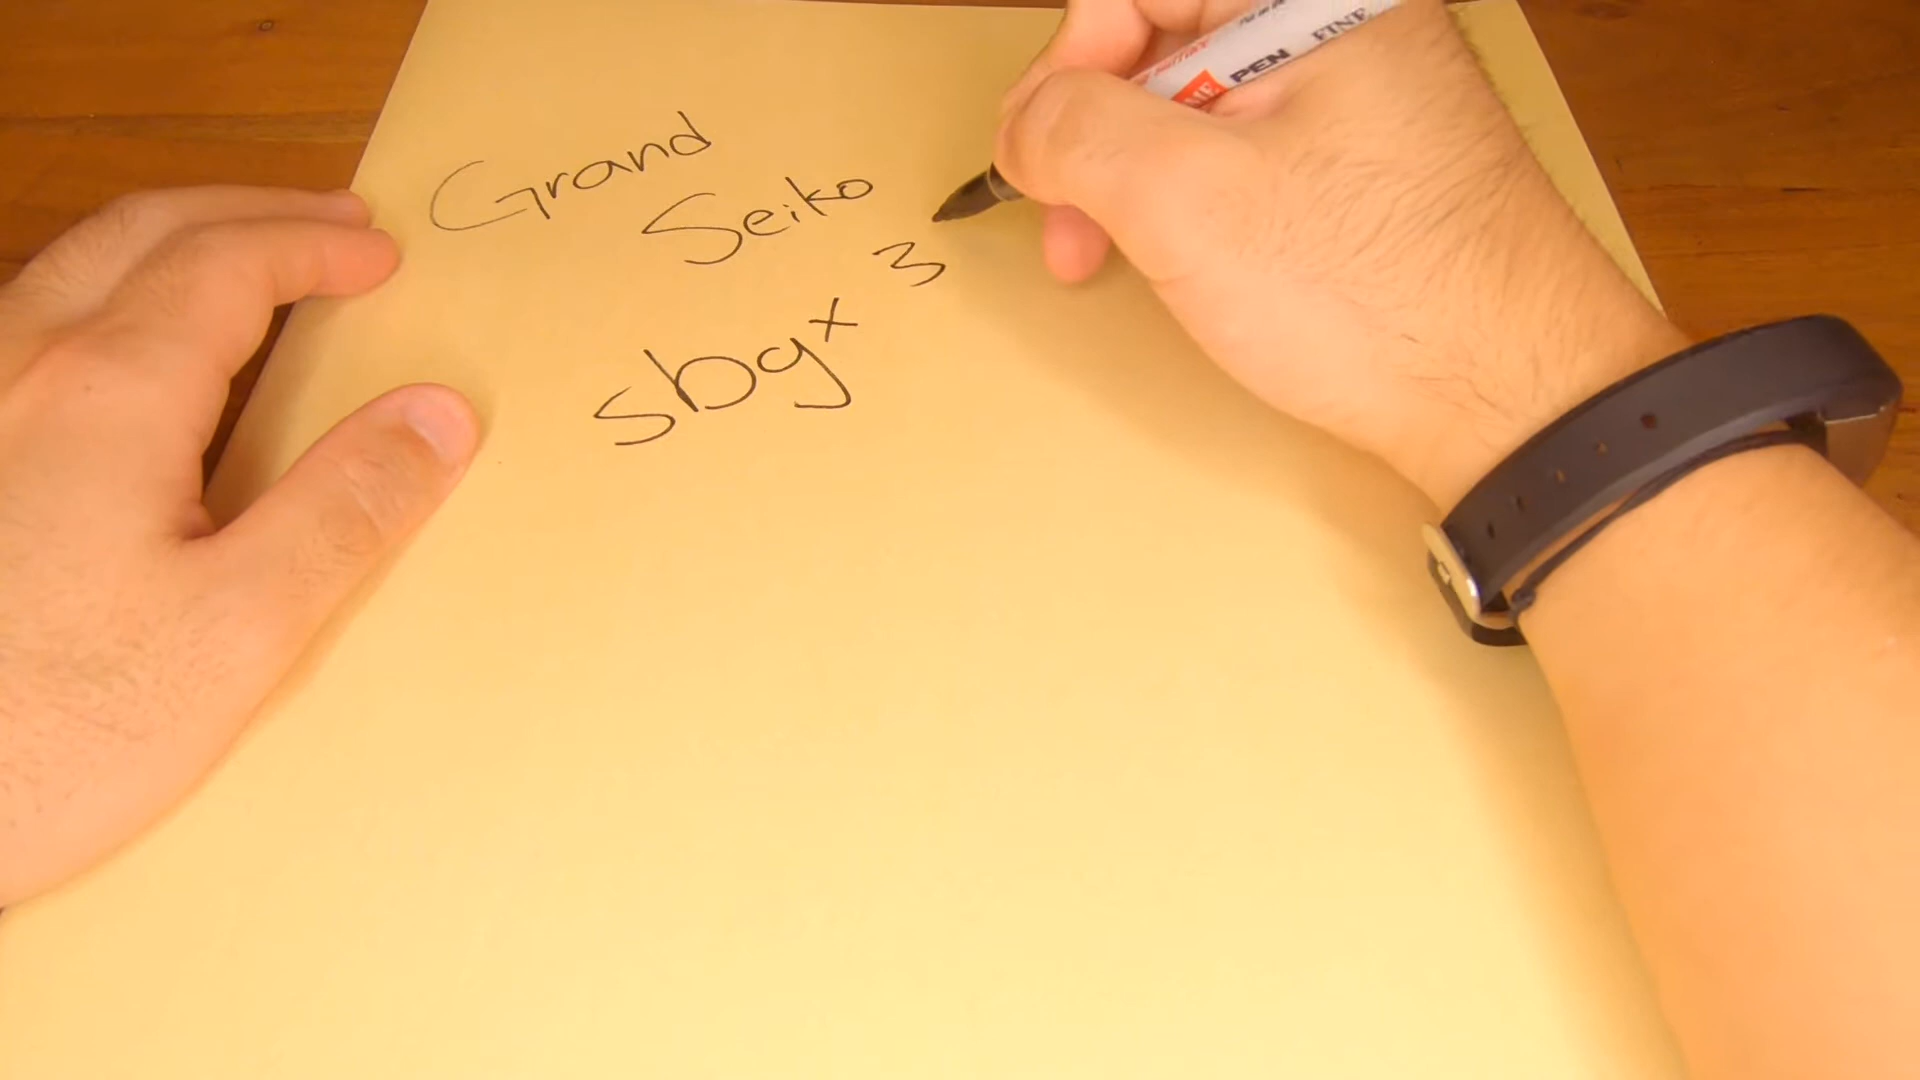 Grand
Seiko
sbgx 3
PEN FINE